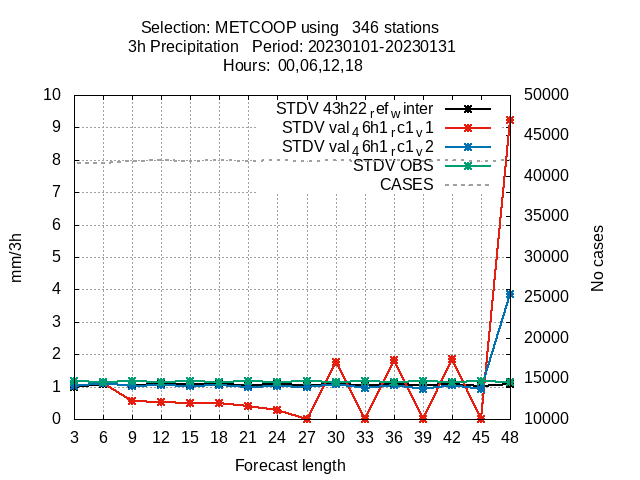 Selection: METCOOP using 346 stations
3h Precipitation Period: 20230101-20230131
Hours: 00,06,12,18
STDV 43h22refwinter
STDV val46h1rc1v1
STDV val46h1rc1v2
STDV OBS
CASES
10
9
8
7
6
5
4
3
2
1
0
mm/3h
50000
45000
40000
35000
30000
25000
20000
15000
10000
No cases
3 6 9 12 15 18 21 24 27 30 33 36 39 42 45 48
Forecast length